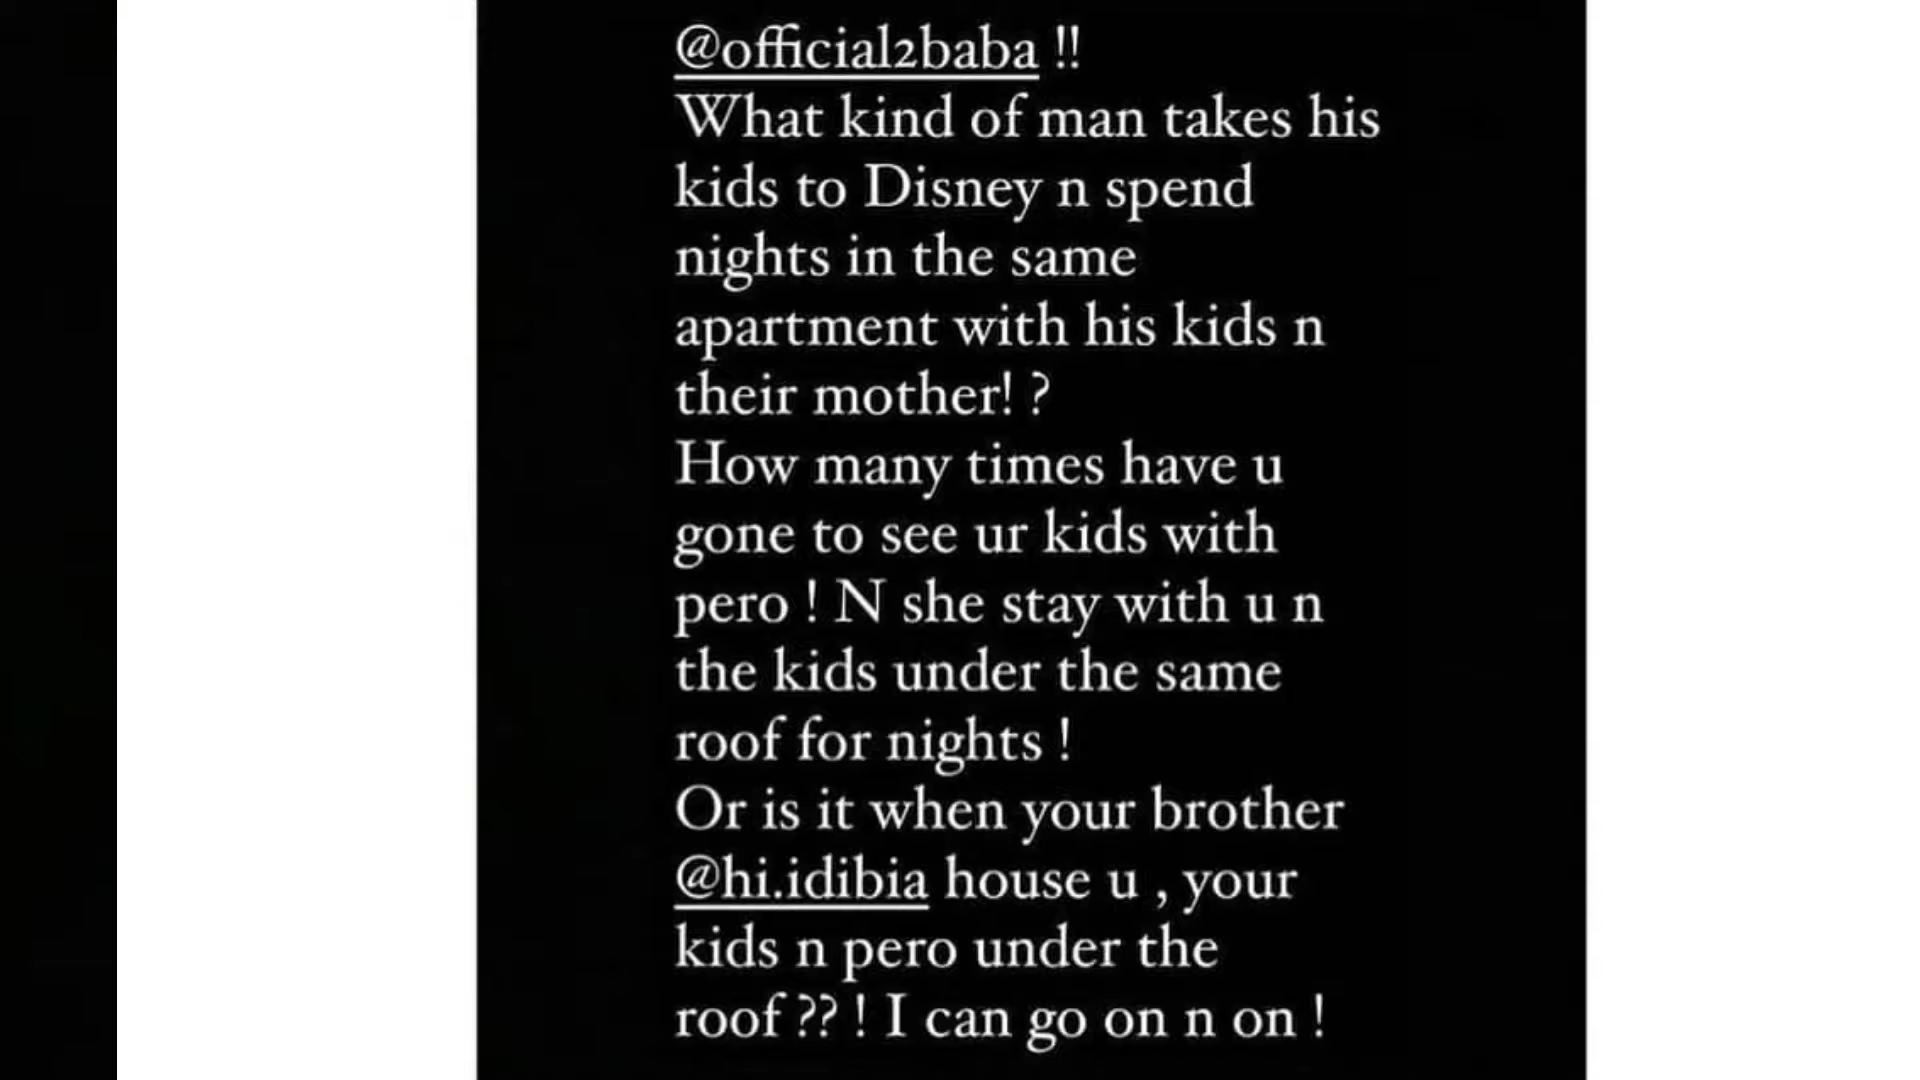 @official2baba !!
What kind of man takes his
kids to Disney n spend
nights in the same
apartment with his kids n
their mother! ?
How many times have u
gone to see ur kids with
pero ! N she stay with u n
the kids under the same
roof for nights !
Or is it when your brother
@hi.idibia house u , your
kids n pero under the
roof ?? ! I can go on n on !